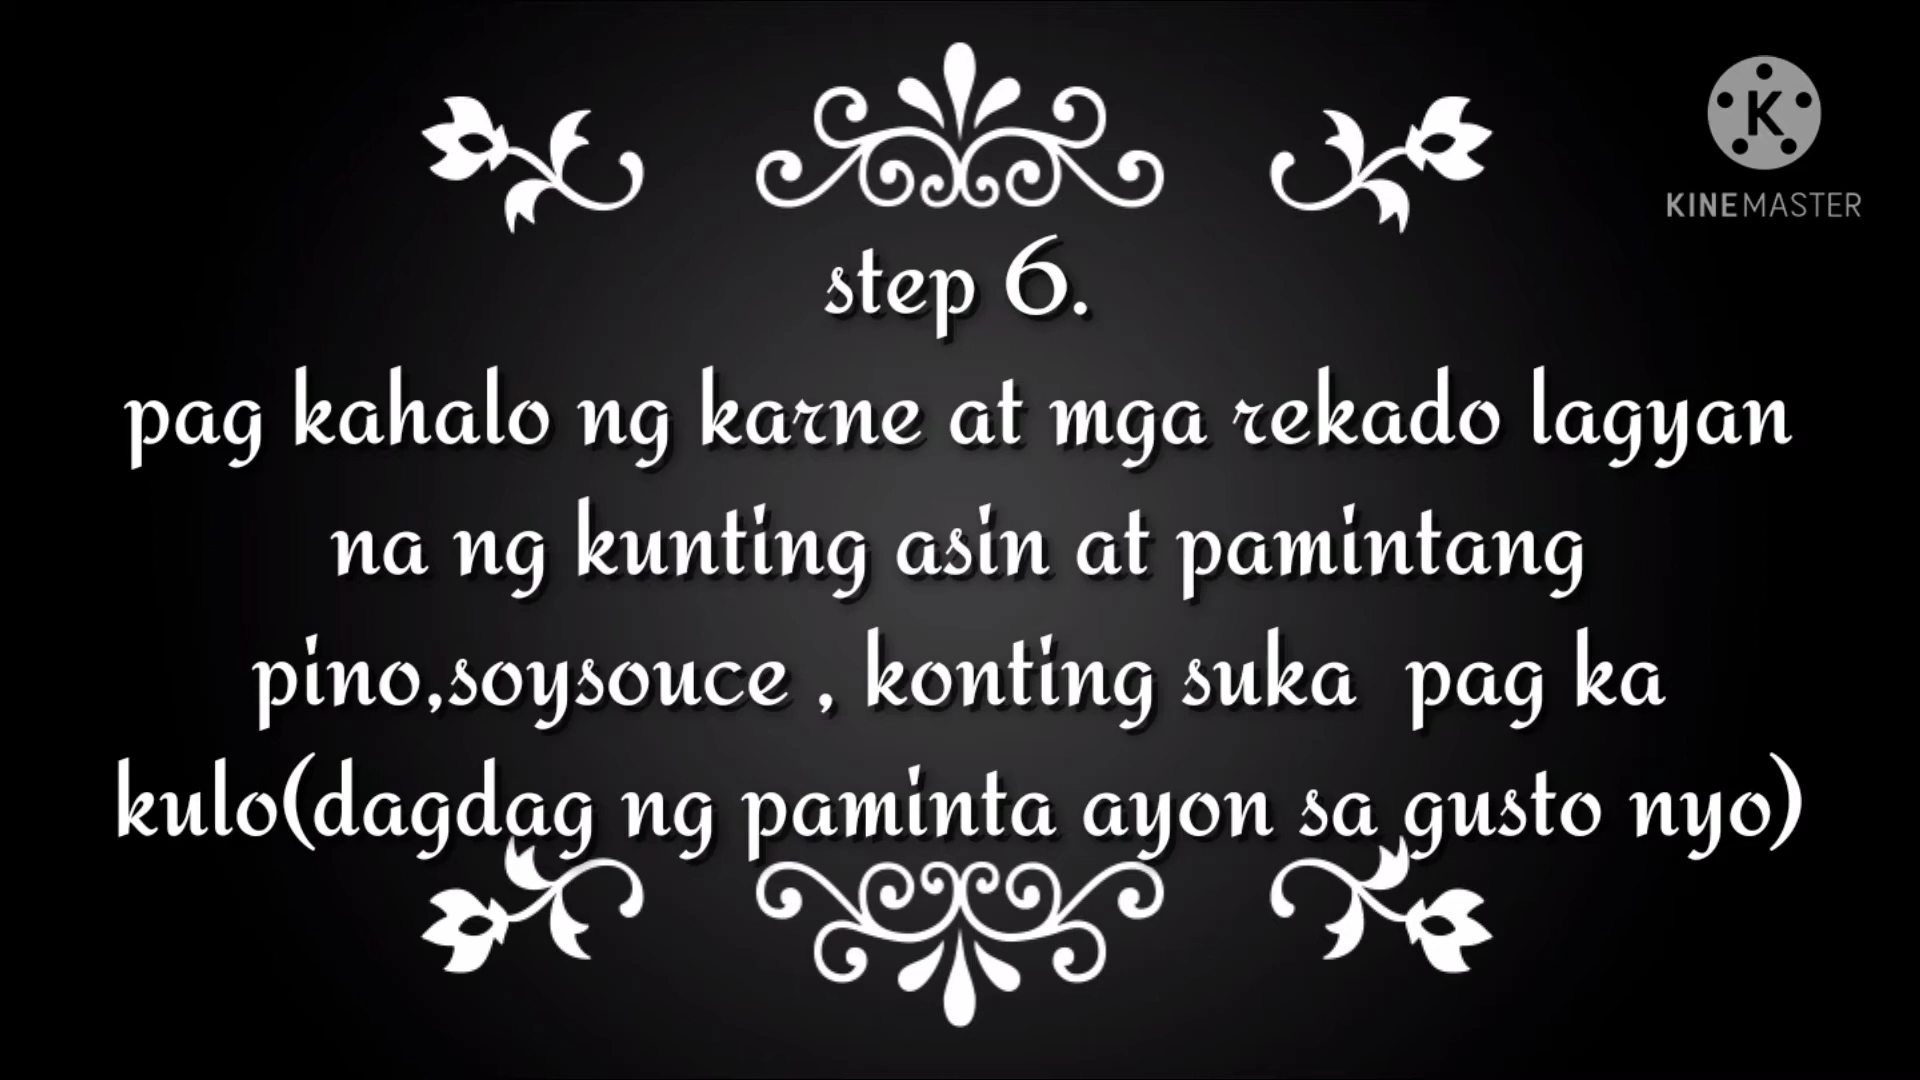 KINEMASTER
step 6.
pag kahalo ng karne at mga rekado lagyan
na ng kunting asin at pamintang
pino,soysouce , konting suka  pag ka
kulo(dagdag ng paminta ayon sa gusto nyo)